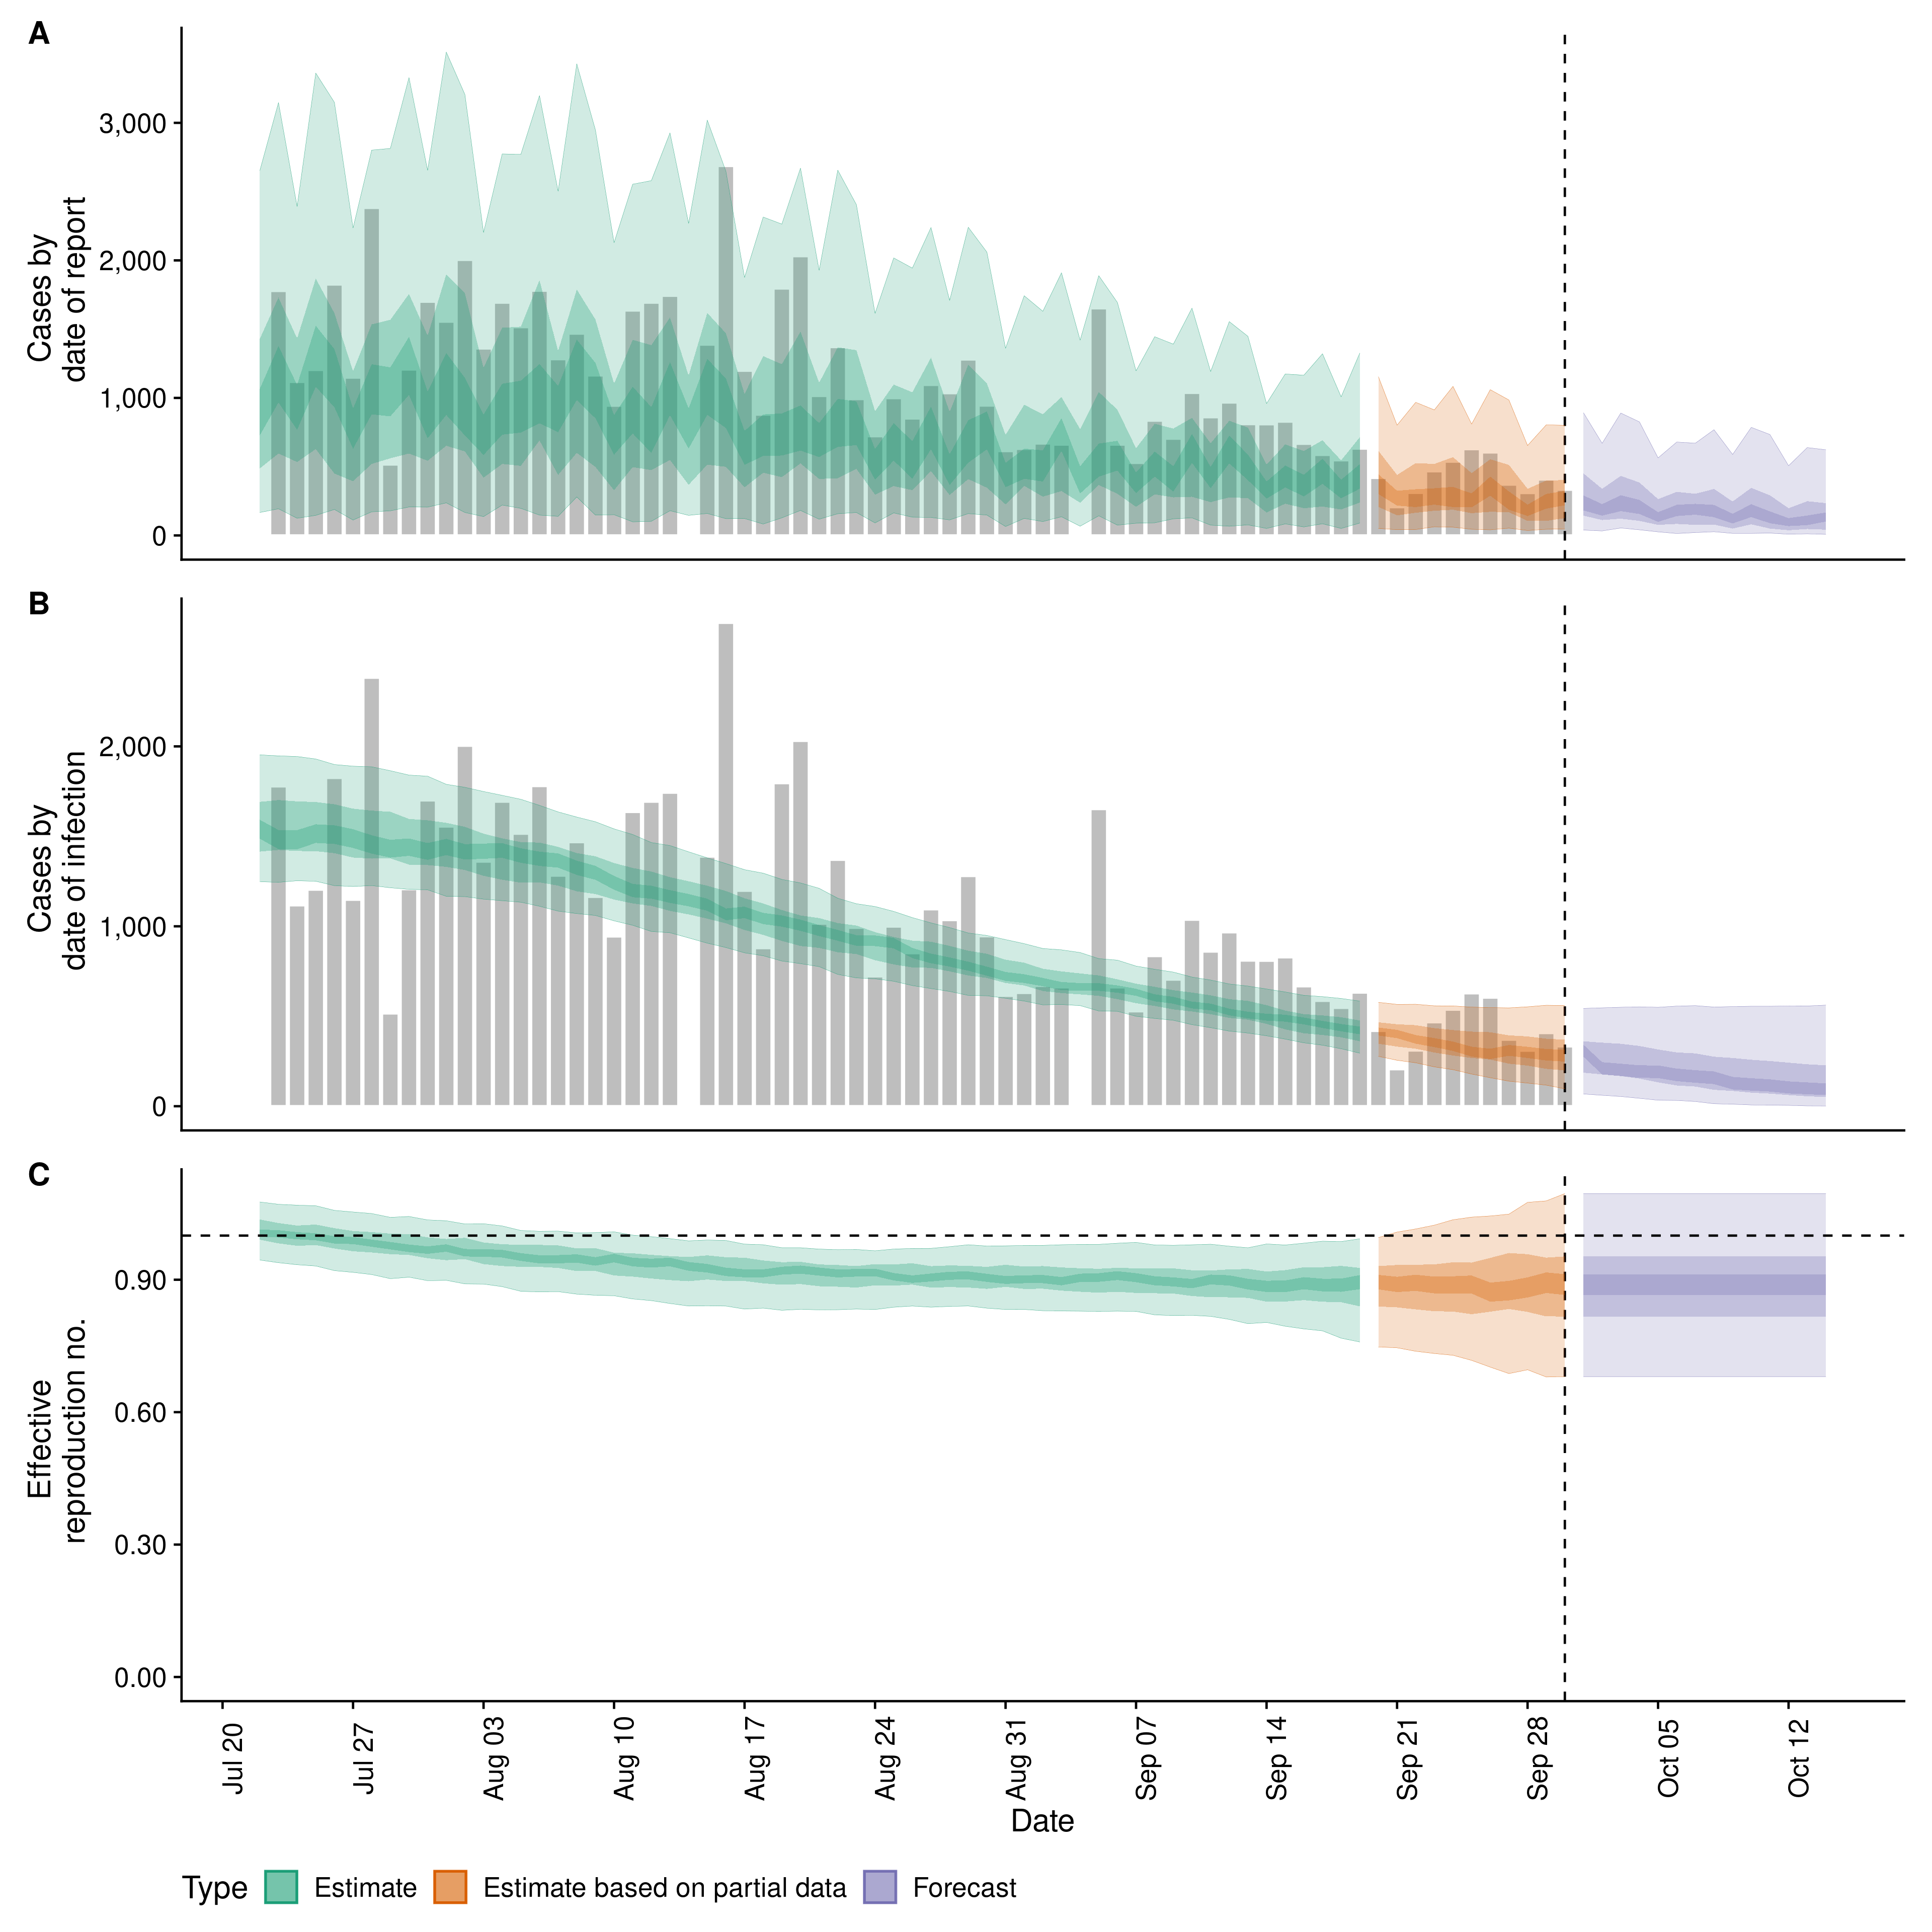 A
Cases by
date of report
3,000
2,000
1,000
0
B
Cases by
date of infection
2,000
1,000
0
C
Effective
reproduction no.
0.90
0.60
0.30
0.00
Jul 20
Jul 27
Aug 03
Aug 10
Aug 17
Aug 24
Aug 31
Sep 07
Sep 14
Sep 21
Sep 28
Oct 05
Oct 12
Date
Type Estimate Estimate based on partial data Forecast